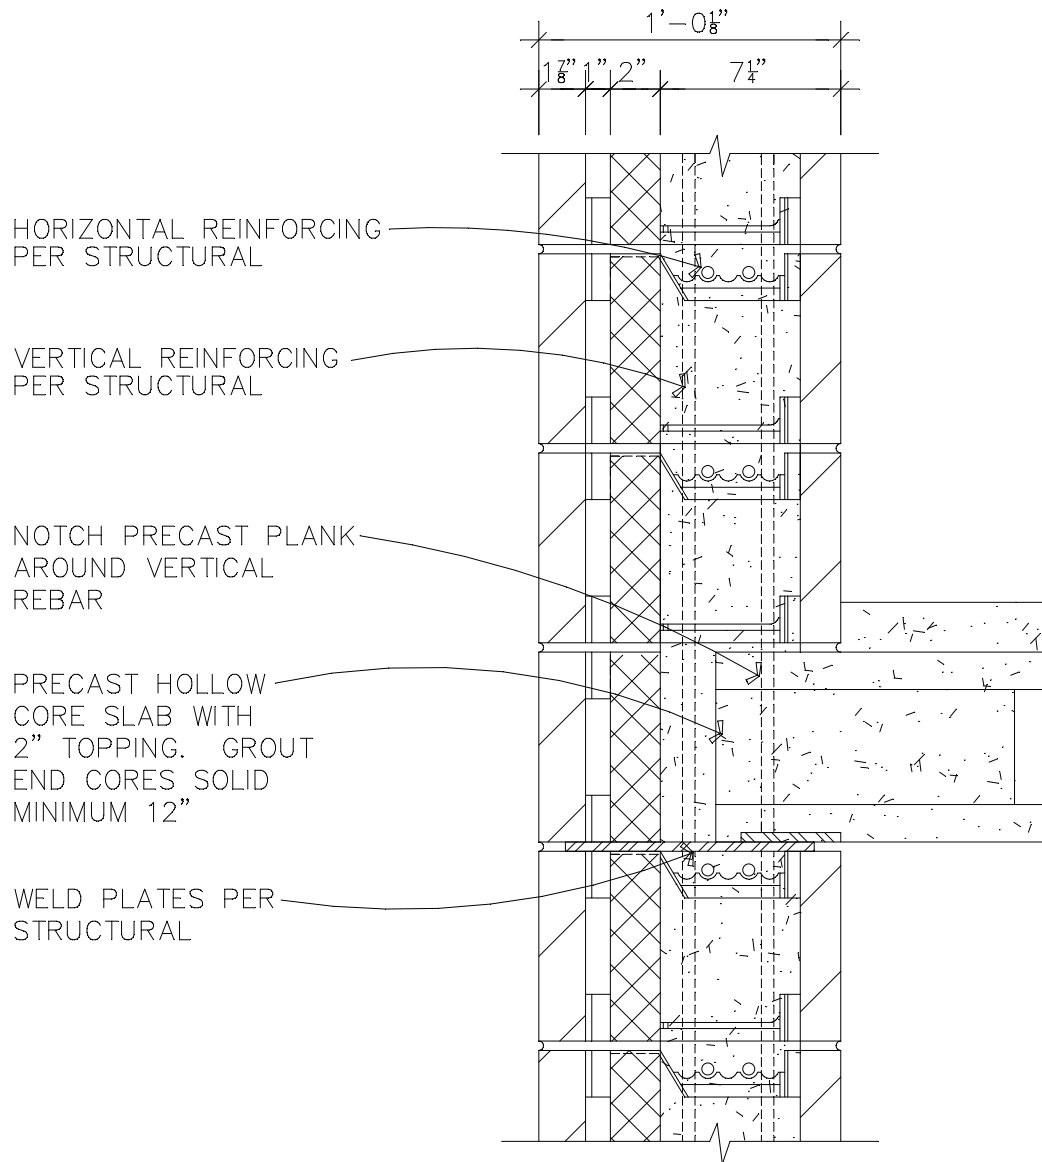 1'-0⅛"
1⅞" 1" 2" 7¼"
HORIZONTAL REINFORCING
PER STRUCTURAL
VERTICAL REINFORCING
PER STRUCTURAL
NOTCH PRECAST PLANK
AROUND VERTICAL
REBAR
PRECAST HOLLOW
CORE SLAB WITH
2" TOPPING. GROUT
END CORES SOLID
MINIMUM 12"
WELD PLATES PER
STRUCTURAL